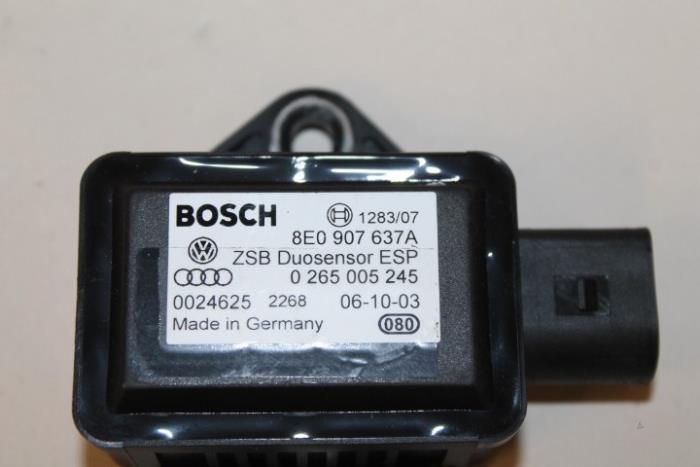 BOSCH 1283/07
8E0 907 637A
ZSB Duosensor ESP
0 265 005 245
0024625 2268 06-10-03
Made in Germany 080